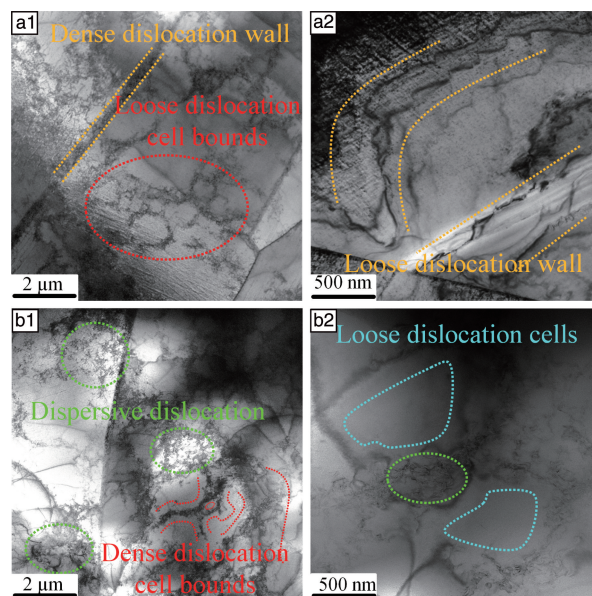 a1
Dense dislocation wall
Loose dislocation
cell bounds
2 μm
a2
Loose dislocation wall
500 nm
b1
Dispersive dislocation
Dense dislocation
cell bounds
2 μm
b2
Loose dislocation cells
500 nm